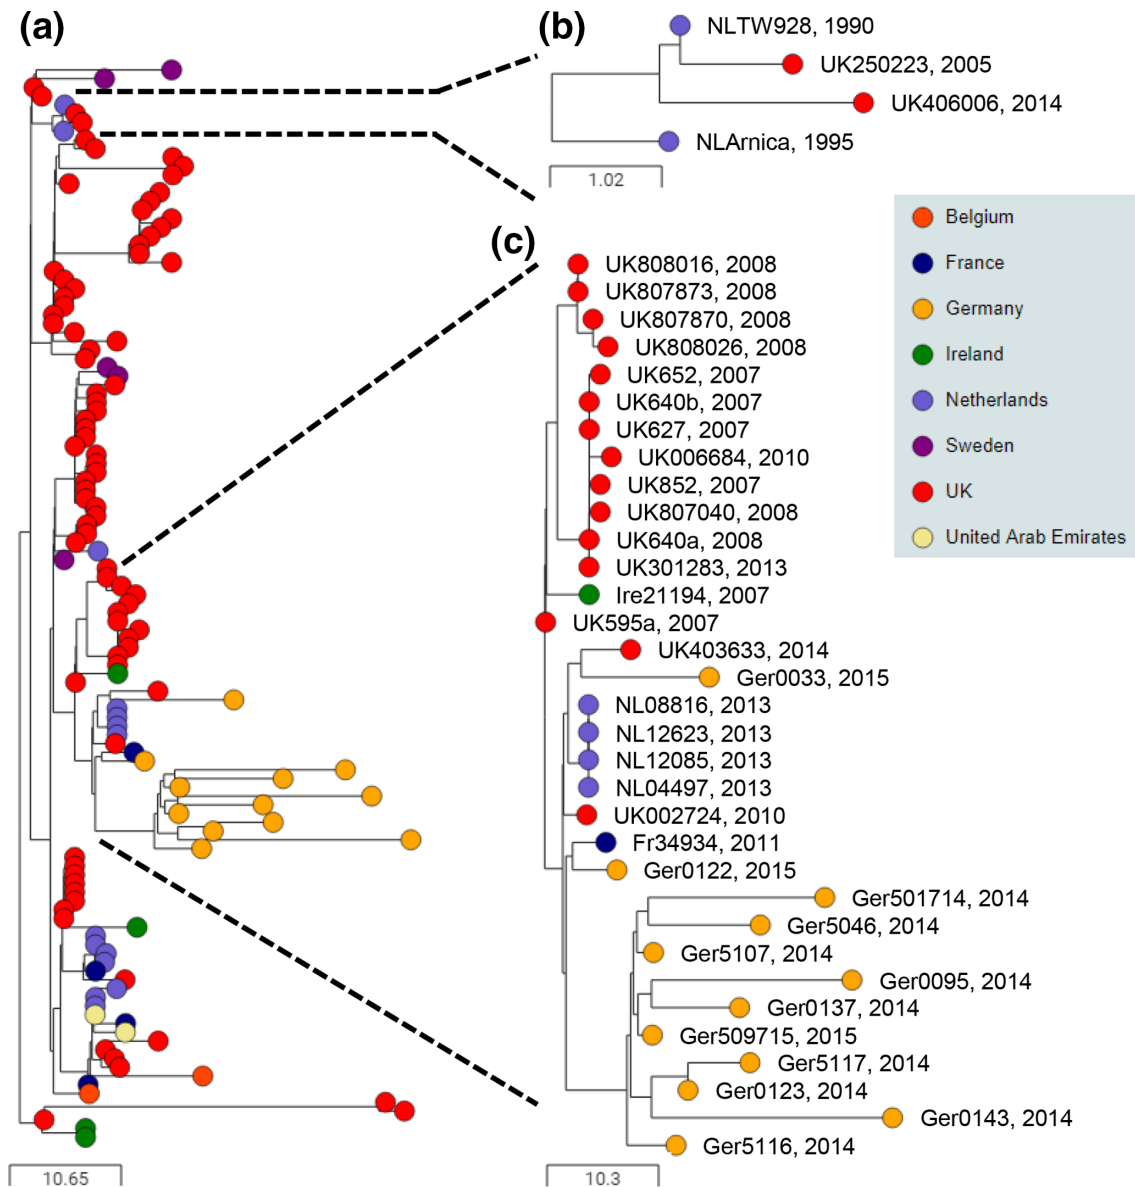 (a)
(b)
NLTW928, 1990
UK250223, 2005
UK406006, 2014
NLArnica, 1995
1.02
(c)
UK808016, 2008
UK807873, 2008
UK807870, 2008
UK808026, 2008
UK652, 2007
UK640b, 2007
UK627, 2007
UK006684, 2010
UK852, 2007
UK807040, 2008
UK640a, 2008
UK301283, 2013
Ire21194, 2007
UK595a, 2007
UK403633, 2014
Ger0033, 2015
NL08816, 2013
NL12623, 2013
NL12085, 2013
NL04497, 2013
UK002724, 2010
Fr34934, 2011
Ger0122, 2015
Ger501714, 2014
Ger5046, 2014
Ger5107, 2014
Ger0095, 2014
Ger0137, 2014
Ger509715, 2015
Ger5117, 2014
Ger0123, 2014
Ger0143, 2014
Ger5116, 2014
Belgium
France
Germany
Ireland
Netherlands
Sweden
UK
United Arab Emirates
10.65
10.3